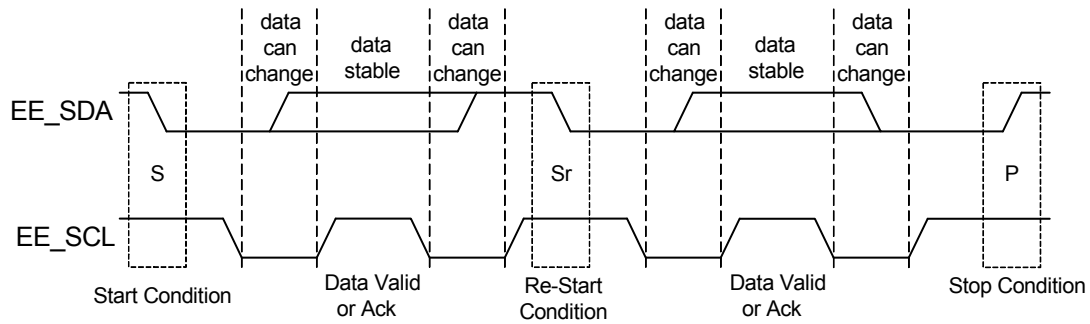 data
can
change
data
stable
data
can
change
data
can
change
data
stable
data
can
change
EE_SDA
S
Sr
P
EE_SCL
Start Condition
Data Valid
or Ack
Re-Start
Condition
Data Valid
or Ack
Stop Condition